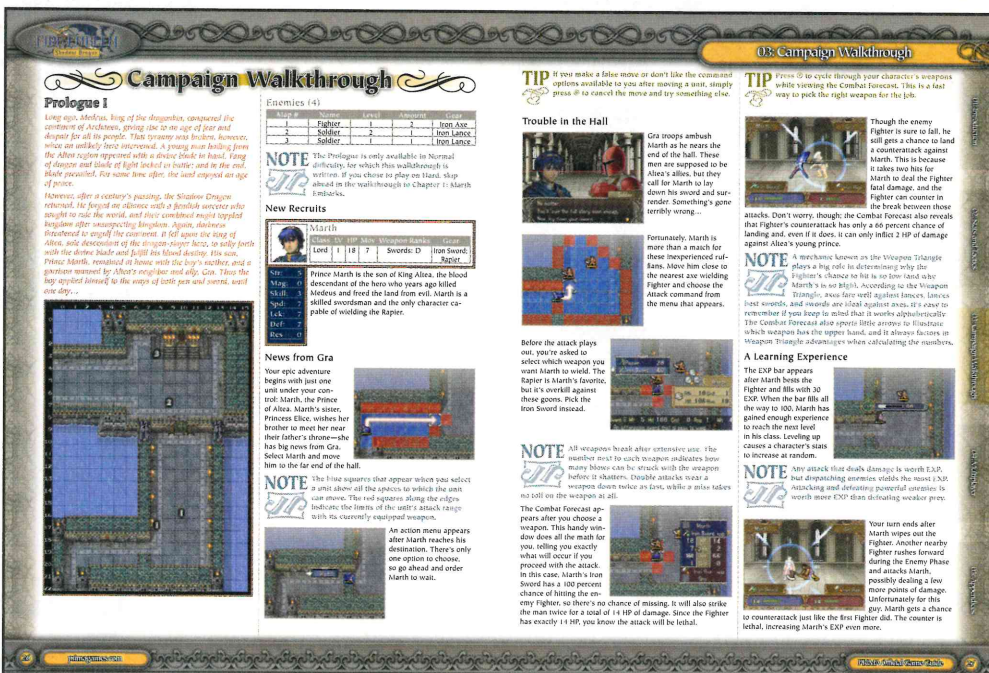 FIRE EMBLEM
Shadow Dragon
03: Campaign Walkthrough
Campaign Walkthrough
Prologue I
Long ago, Medeus, king of the dragonkin, conquered the
continent of Archaneia, giving rise to an age of fear and
despair for all its people. That tyranny was broken, however,
when an unlikely hero intervened. A young man hailing from
the Altea region appeared with a divine blade in hand. Fang
of dragon and blade of light locked in battle; and in the end,
blade prevailed. For some time after, the land enjoyed an age
of peace.
However, after a century's passing, the Shadow Dragon
returned. He forged an alliance with a fiendish sorcerer who
sought to rule the world, and their combined might toppled
kingdom after unsuspecting kingdom. Again, darkness
threatened to engulf the continent. It fell upon the king of
Altea, sole descendant of the dragon-slayer hero, to sally forth
with the divine blade and fulfill his blood destiny. His son,
Prince Marth, remained at home with the boy's mother, and a
garrison manned by Altea's neighbor and ally, Gra. Thus the
boy applied himself to the ways of both pen and sword, until
one day...
Enemies (4)
Map # Name Level Amount Gear
1 Fighter 1 2 Iron Axe
2 Soldier 2 1 Iron Lance
3 Soldier 1 1 Iron Lance
NOTE The Prologue is only available in Normal
difficulty, for which this walkthrough is
written. If you chose to play on Hard, skip
ahead in the walkthrough to Chapter 1: Marth
Embarks.
New Recruits
Marth
Class LV HP Mov Weapon Ranks Gear
Lord 1 18 7 Swords: D Iron Sword;
Rapier
Str: 5
Mag: 0
Skill: 3
Spd: 7
Lck: 7
Def: 7
Res: 0
Prince Marth is the son of King Altea, the blood
descendant of the hero who years ago killed
Medeus and freed the land from evil. Marth is a
skilled swordsman and the only character ca-
pable of wielding the Rapier.
News from Gra
Your epic adventure
begins with just one
unit under your con-
trol: Marth, the Prince
of Altea. Marth's sister,
Princess Elice, wishes her
brother to meet her near
their father's throne—she
has big news from Gra.
Select Marth and move
him to the far end of the hall.
NOTE The blue squares that appear when you select
a unit show all the spaces to which the unit
can move. The red squares along the edges
indicate the limits of the unit's attack range
with its currently equipped weapon.
An action menu appears
after Marth reaches his
destination. There's only
one option to choose,
so go ahead and order
Marth to wait.
TIP If you make a false move or don't like the command
options available to you after moving a unit, simply
press to cancel the move and try something else.
Trouble in the Hall
Gra troops ambush
Marth as he nears the
end of the hall. These
men are supposed to be
Altea's allies, but they
call for Marth to lay
down his sword and sur-
render. Something's gone
terribly wrong...
Fortunately, Marth is
more than a match for
these inexperienced ruf-
fians. Move him close to
the nearest axe wielding
Fighter and choose the
Attack command from
the menu that appears.
Before the attack plays
out, you're asked to
select which weapon you
want Marth to wield. The
Rapier is Marth's favorite,
but it's overkill against
these goons. Pick the
Iron Sword instead.
NOTE All weapons break after extensive use. The
number next to each weapon indicates how
many blows can be struck with the weapon
before it shatters. Double attacks wear a
weapon down twice as fast, while a miss takes
no toll on the weapon at all.
The Combat Forecast ap-
pears after you choose a
weapon. This handy win-
dow does all the math for
you, telling you exactly
what will occur if you
proceed with the attack.
In this case, Marth's Iron
Sword has a 100 percent
chance of hitting the en-
emy Fighter, so there's no chance of missing. It will also strike
the man twice for a total of 14 HP of damage. Since the Fighter
has exactly 14 HP, you know the attack will be lethal.
TIP Press to cycle through your character's weapons
while viewing the Combat Forecast. This is a fast
way to pick the right weapon for the job.
Though the enemy
Fighter is sure to fall, he
still gets a chance to land
a counterattack against
Marth. This is because
it takes two hits for
Marth to deal the Fighter
fatal damage, and the
Fighter can counter in
the break between those
attacks. Don't worry, though; the Combat Forecast also reveals
that Fighter's counterattack has only a 66 percent chance of
landing and, even if it does, it can only inflict 2 HP of damage
against Altea's young prince.
NOTE A mechanic known as the Weapon Triangle
plays a big role in determining why the
Fighter's chance to hit is so low (and why
Marth's is so high). According to the Weapon
Triangle, axes fare well against lances, lances
best swords, and swords are ideal against axes. It's easy to
remember if you keep in mind that it works alphabetically.
The Combat Forecast also sports little arrows to illustrate
which weapon has the upper hand, and it always factors in
Weapon Triangle advantages when calculating the numbers.
A Learning Experience
The EXP bar appears
after Marth bests the
Fighter and fills with 30
EXP. When the bar fills all
the way to 100, Marth has
gained enough experience
to reach the next level
in his class. Leveling up
causes a character's stats
to increase at random.
NOTE Any attack that deals damage is worth EXP,
but dispatching enemies yields the most EXP.
Attacking and defeating powerful enemies is
worth more EXP than defeating weaker prey.
Your turn ends after
Marth wipes out the
Fighter. Another nearby
Fighter rushes forward
during the Enemy Phase
and attacks Marth,
possibly dealing a few
more points of damage.
Unfortunately for this
guy, Marth gets a chance
to counterattack just like the first Fighter did. The counter is
lethal, increasing Marth's EXP even more.
primagames.com
PRIMA Official Game Guide